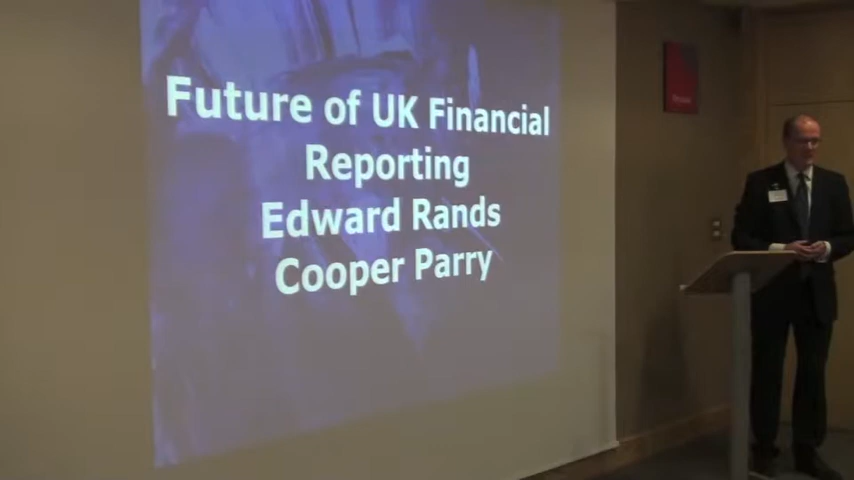 Future of UK Financial
Reporting
Edward Rands
Cooper Parry